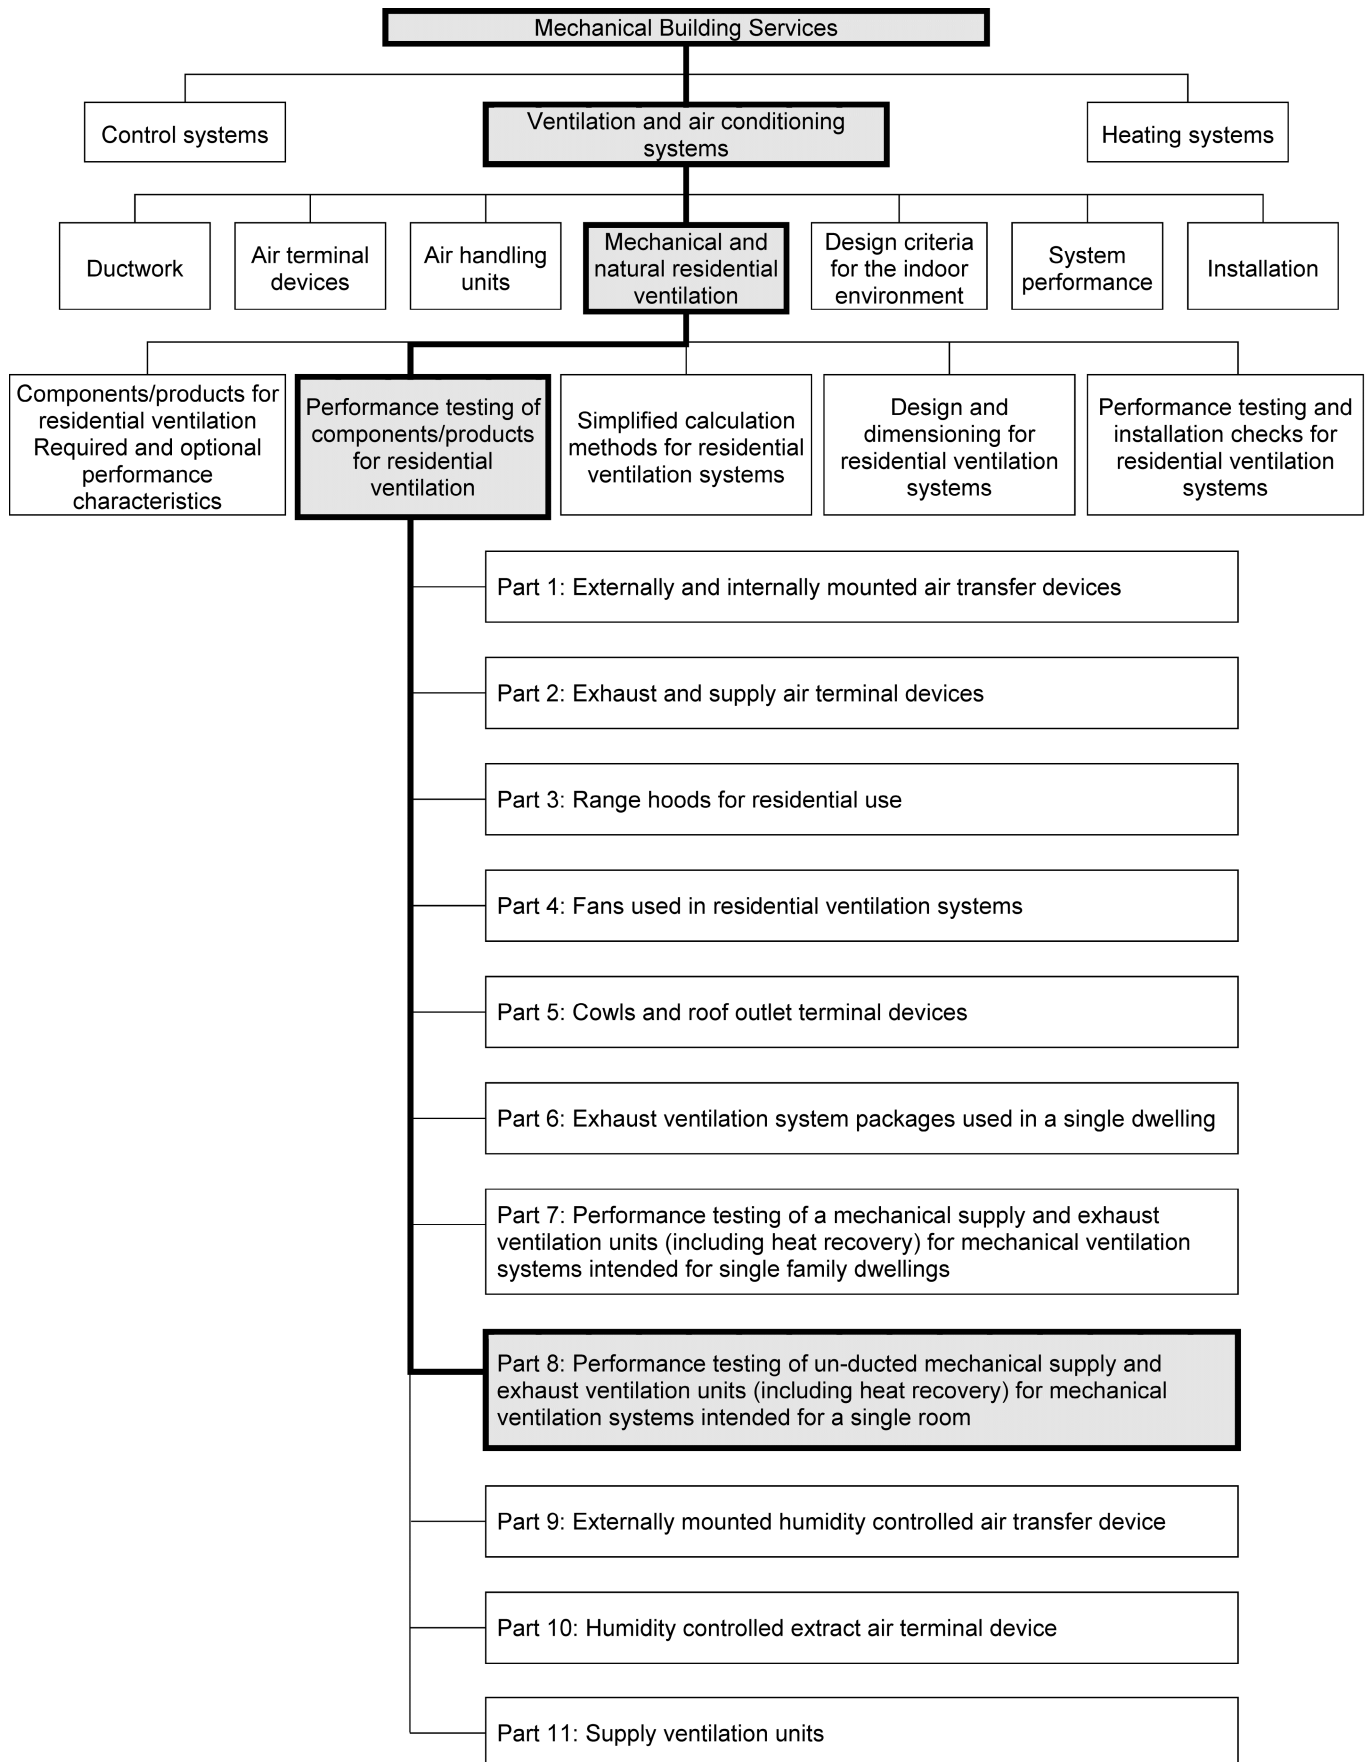 Mechanical Building Services
Control systems
Ventilation and air conditioning
systems
Heating systems
Ductwork
Air terminal
devices
Air handling
units
Mechanical and
natural residential
ventilation
Design criteria
for the indoor
environment
System
performance
Installation
Components/products for
residential ventilation
Required and optional
performance
characteristics
Performance testing of
components/products
for residential
ventilation
Simplified calculation
methods for residential
ventilation systems
Design and
dimensioning for
residential ventilation
systems
Performance testing and
installation checks for
residential ventilation
systems
Part 1: Externally and internally mounted air transfer devices
Part 2: Exhaust and supply air terminal devices
Part 3: Range hoods for residential use
Part 4: Fans used in residential ventilation systems
Part 5: Cowls and roof outlet terminal devices
Part 6: Exhaust ventilation system packages used in a single dwelling
Part 7: Performance testing of a mechanical supply and exhaust
ventilation units (including heat recovery) for mechanical ventilation
systems intended for single family dwellings
Part 8: Performance testing of un-ducted mechanical supply and
exhaust ventilation units (including heat recovery) for mechanical
ventilation systems intended for a single room
Part 9: Externally mounted humidity controlled air transfer device
Part 10: Humidity controlled extract air terminal device
Part 11: Supply ventilation units